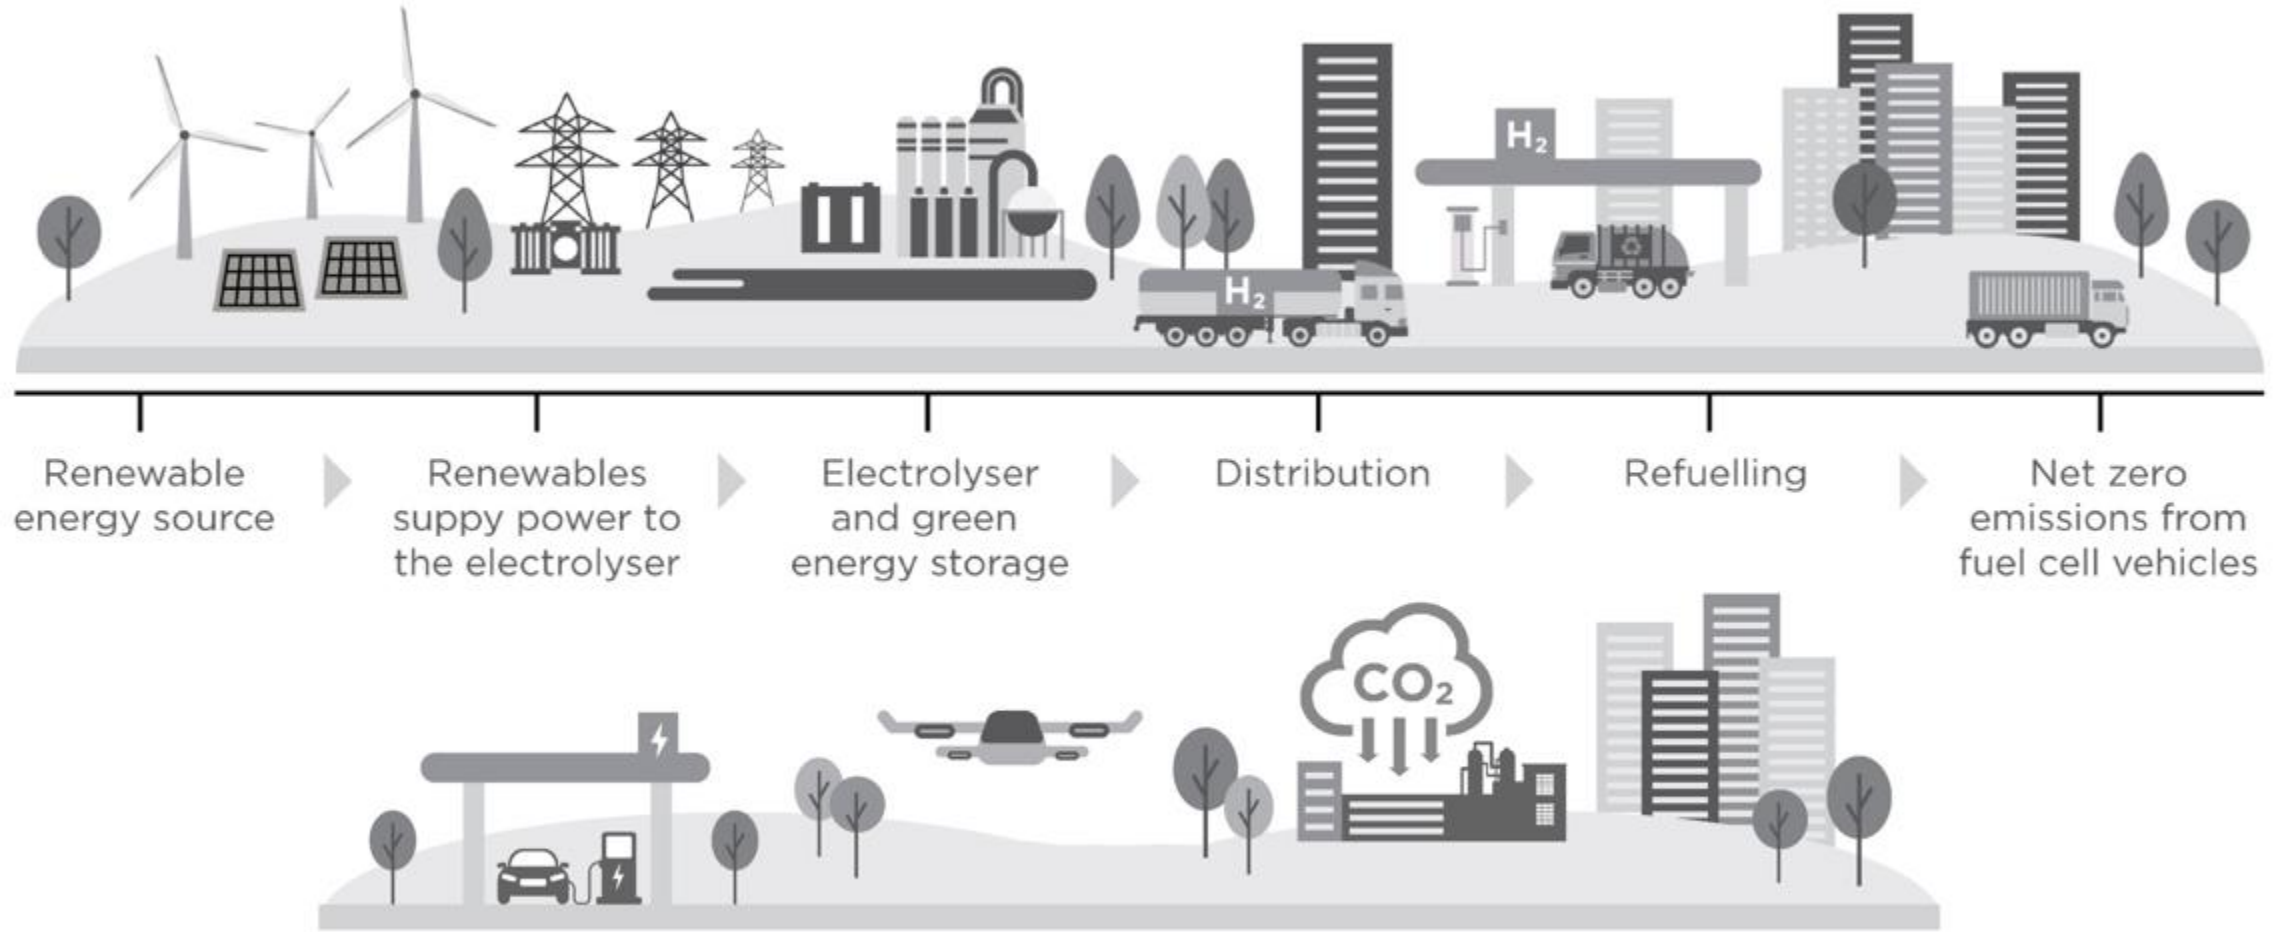 H₂
H₂
Renewable
energy source
Renewables
suppy power to
the electrolyser
Electrolyser
and green
energy storage
Distribution
Refuelling
Net zero
emissions from
fuel cell vehicles
CO₂